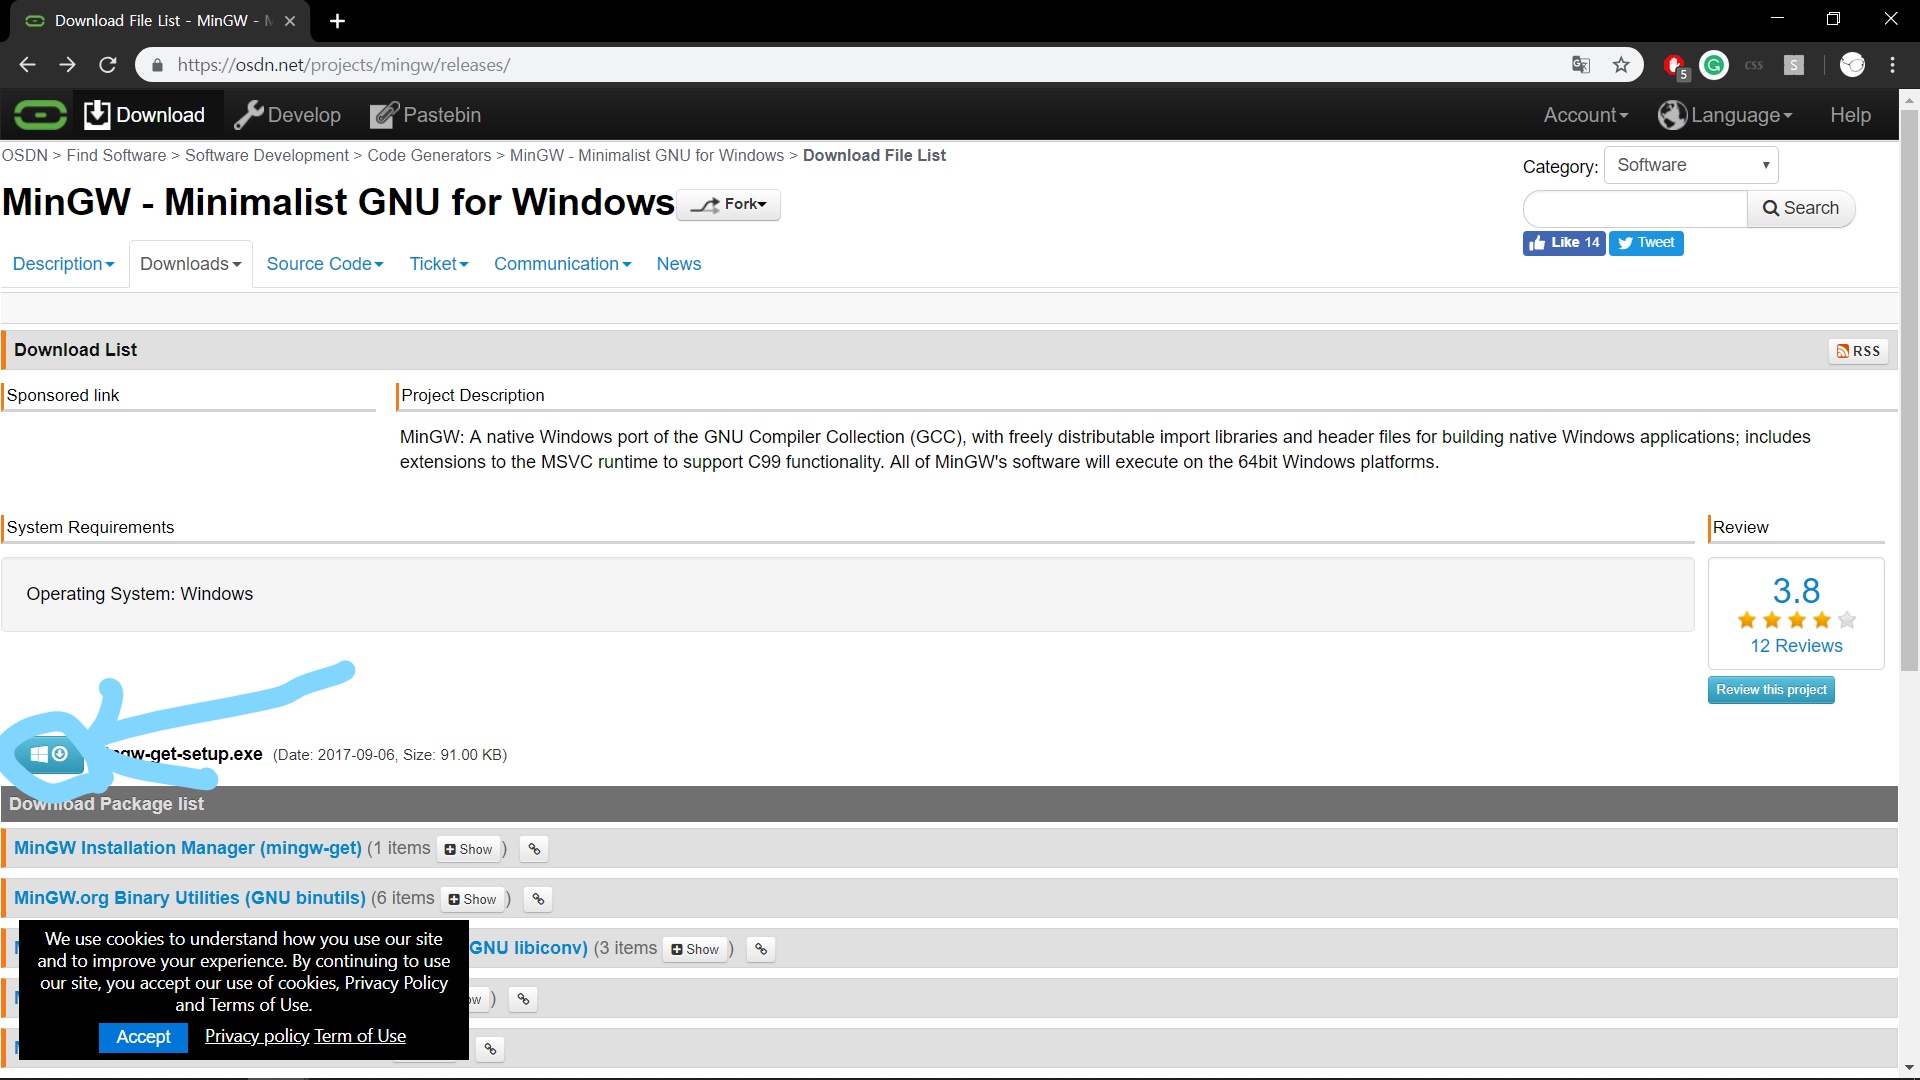 Download File List - MinGW -
https://osdn.net/projects/mingw/releases/
5
css
S
Download
Develop
Pastebin
Account
Language
Help
OSDN > Find Software > Software Development > Code Generators > MinGW - Minimalist GNU for Windows > Download File List
Category: Software
MinGW - Minimalist GNU for Windows
Fork
Search
Like 14
Tweet
Description
Downloads
Source Code
Ticket
Communication
News
Download List
RSS
Sponsored link
Project Description
MinGW: A native Windows port of the GNU Compiler Collection (GCC), with freely distributable import libraries and header files for building native Windows applications; includes
extensions to the MSVC runtime to support C99 functionality. All of MinGW's software will execute on the 64bit Windows platforms.
System Requirements
Review
Operating System: Windows
3.8
12 Reviews
Review this project
-get-setup.exe (Date: 2017-09-06, Size: 91.00 KB)
Download Package list
MinGW Installation Manager (mingw-get) (1 items Show )
MinGW.org Binary Utilities (GNU binutils) (6 items Show )
GNU libiconv) (3 items Show )
)
We use cookies to understand how you use our site
and to improve your experience. By continuing to use
our site, you accept our use of cookies, Privacy Policy
and Terms of Use.
Accept
Privacy policy Term of Use